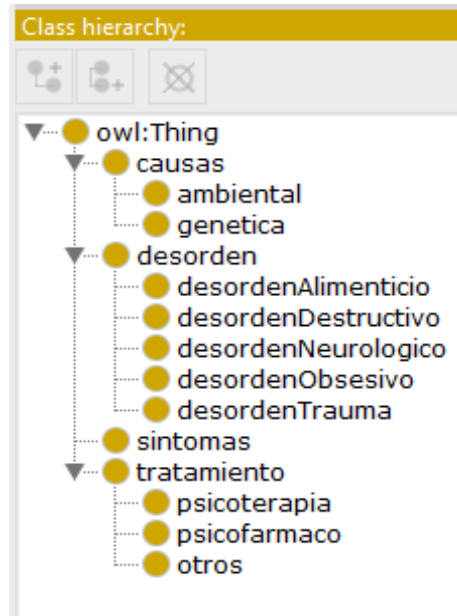 Class hierarchy:
owl:Thing
causas
ambiental
genetica
desorden
desordenAlimenticio
desordenDestructivo
desordenNeurologico
desordenObsesivo
desordenTrauma
sintomas
tratamiento
psicoterapia
psicofarmaco
otros